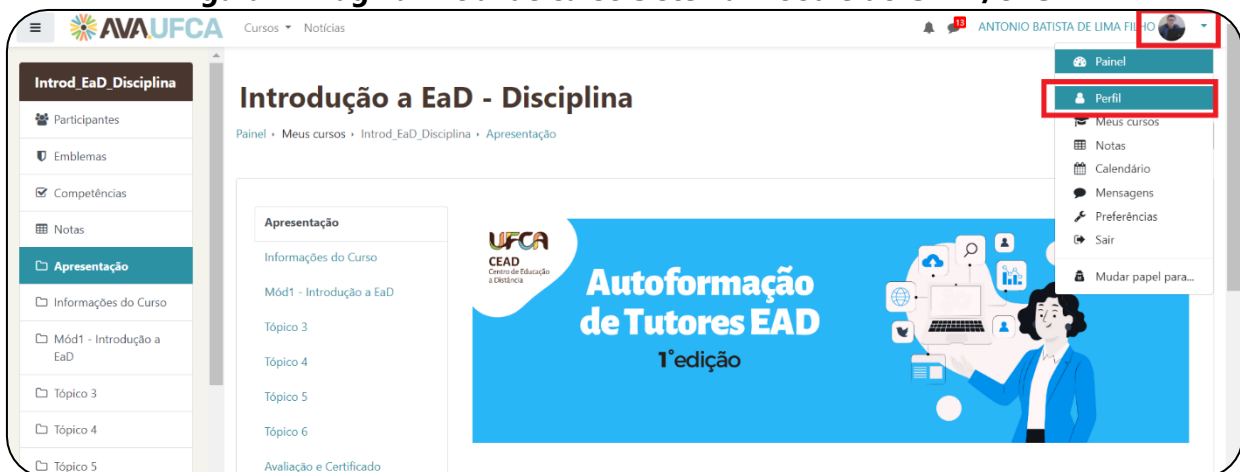 AVA.UFCA
Cursos
Notícias
13
ANTONIO BATISTA DE LIMA FILHO
Introd_EaD_Disciplina
Participantes
Emblemas
Competências
Notas
Apresentação
Informações do Curso
Mód1 - Introdução a
EaD
Tópico 3
Tópico 4
Tópico 5
Introdução a EaD - Disciplina
Painel › Meus cursos › Introd_EaD_Disciplina › Apresentação
Apresentação
Informações do Curso
Mód1 - Introdução a EaD
Tópico 3
Tópico 4
Tópico 5
Tópico 6
Avaliação e Certificado
UFCA
CEAD
Centro de Educação
a Distância
Autoformação
de Tutores EAD
1°edição
Painel
Perfil
Meus cursos
Notas
Calendário
Mensagens
Preferências
Sair
Mudar papel para...